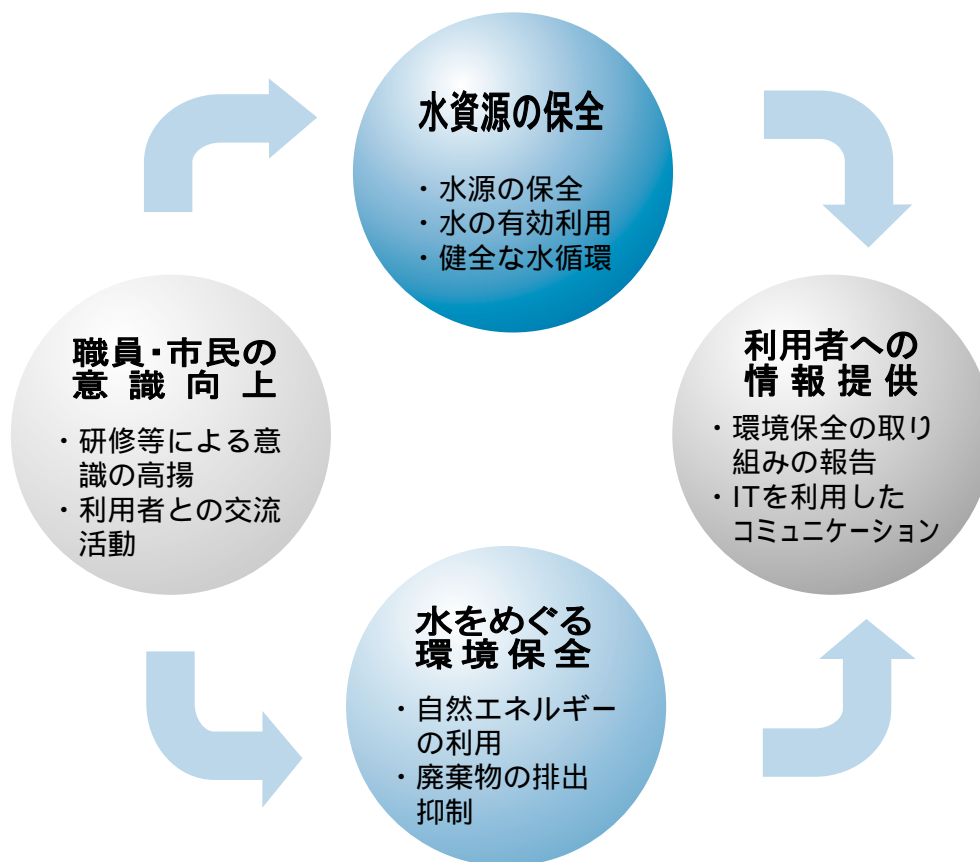 水資源の保全
・水源の保全
・水の有効利用
・健全な水循環
職員・市民の
意識向上
・研修等による意
識の高揚
・利用者との交流
活動
利用者への
情報提供
・環境保全の取り
組みの報告
・ITを利用した
コミュニケーション
水をめぐる
環境保全
・自然エネルギー
の利用
・廃棄物の排出
抑制